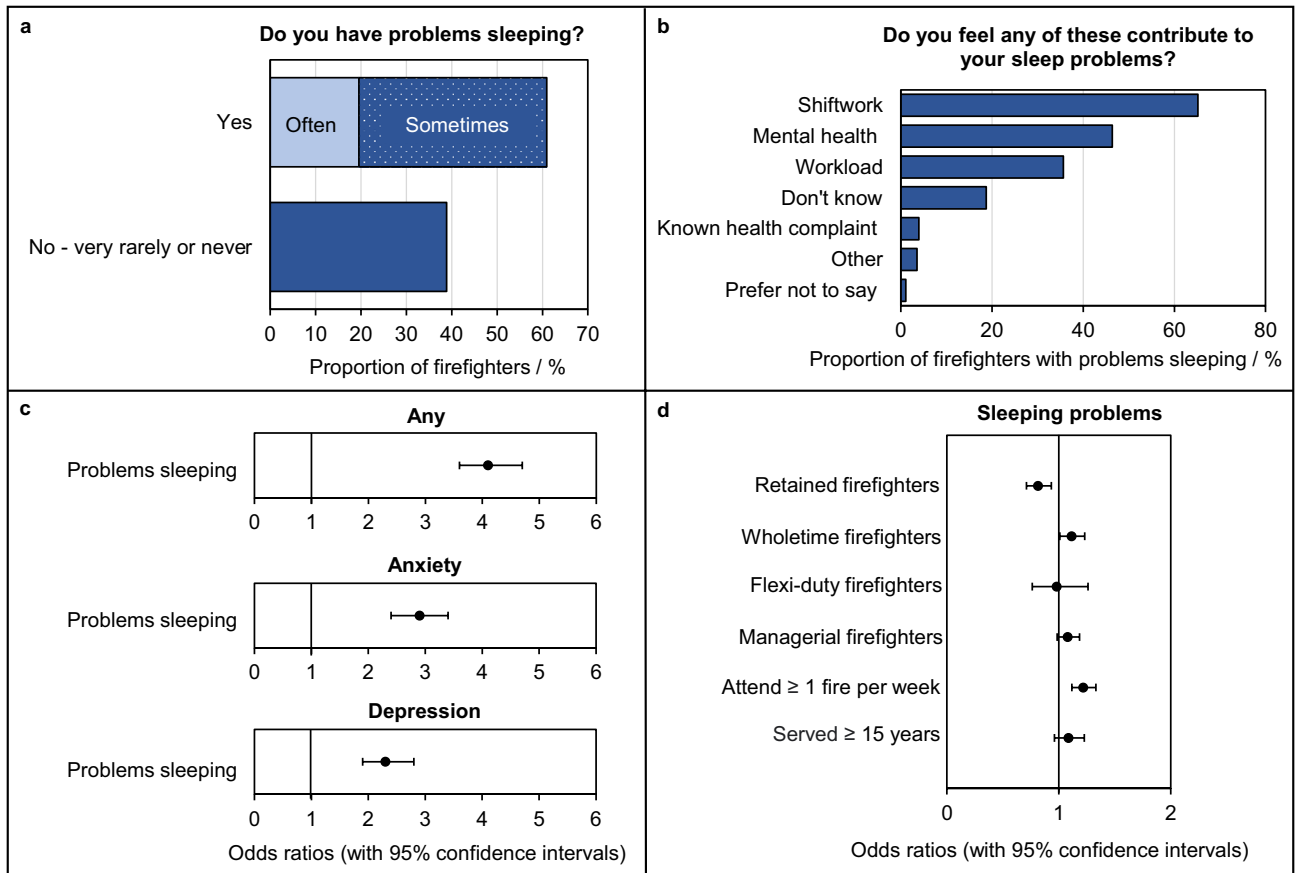 a
Do you have problems sleeping?
Yes
Often
Sometimes
No - very rarely or never
0 10 20 30 40 50 60 70
Proportion of firefighters / %
b
Do you feel any of these contribute to
your sleep problems?
Shiftwork
Mental health
Workload
Don't know
Known health complaint
Other
Prefer not to say
0 20 40 60 80
Proportion of firefighters with problems sleeping / %
c
Any
Problems sleeping
0 1 2 3 4 5 6
Anxiety
Problems sleeping
0 1 2 3 4 5 6
Depression
Problems sleeping
0 1 2 3 4 5 6
Odds ratios (with 95% confidence intervals)
d
Sleeping problems
Retained firefighters
Wholetime firefighters
Flexi-duty firefighters
Managerial firefighters
Attend ≥ 1 fire per week
Served ≥ 15 years
0 1 2
Odds ratios (with 95% confidence intervals)